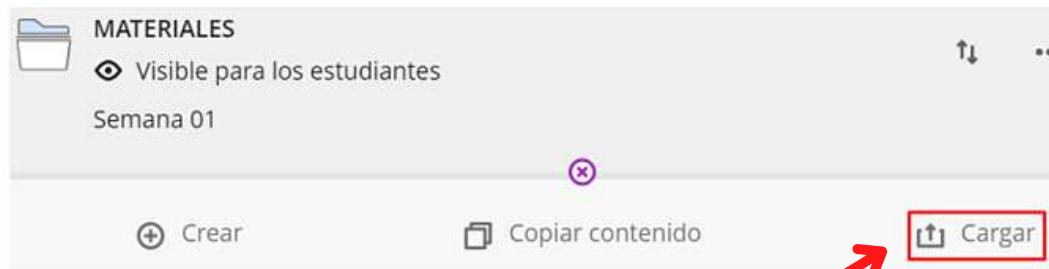 MATERIALES
Visible para los estudiantes
Semana 01
Crear
Copiar contenido
Cargar